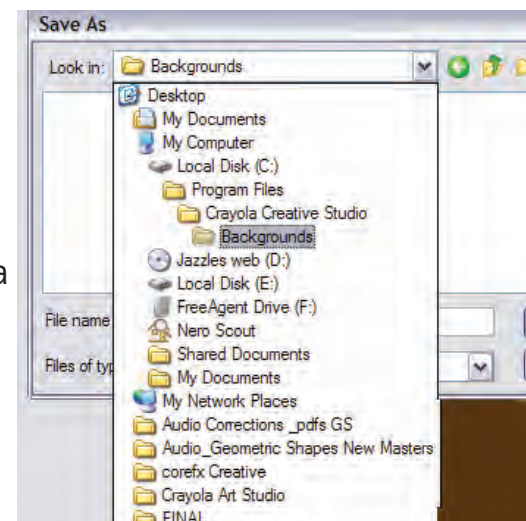 Save As
Look in: Backgrounds
Desktop
My Documents
My Computer
Local Disk (C:)
Program Files
Crayola Creative Studio
Backgrounds
a
Jazzles web (D:)
Local Disk (E:)
FreeAgent Drive (F:)
File name
Nero Scout
Shared Documents
Files of typ
My Documents
My Network Places
Audio Corrections _pdfs GS
Audio_Geometric Shapes New Masters
corefx Creative
Crayola Art Studio
FINAL